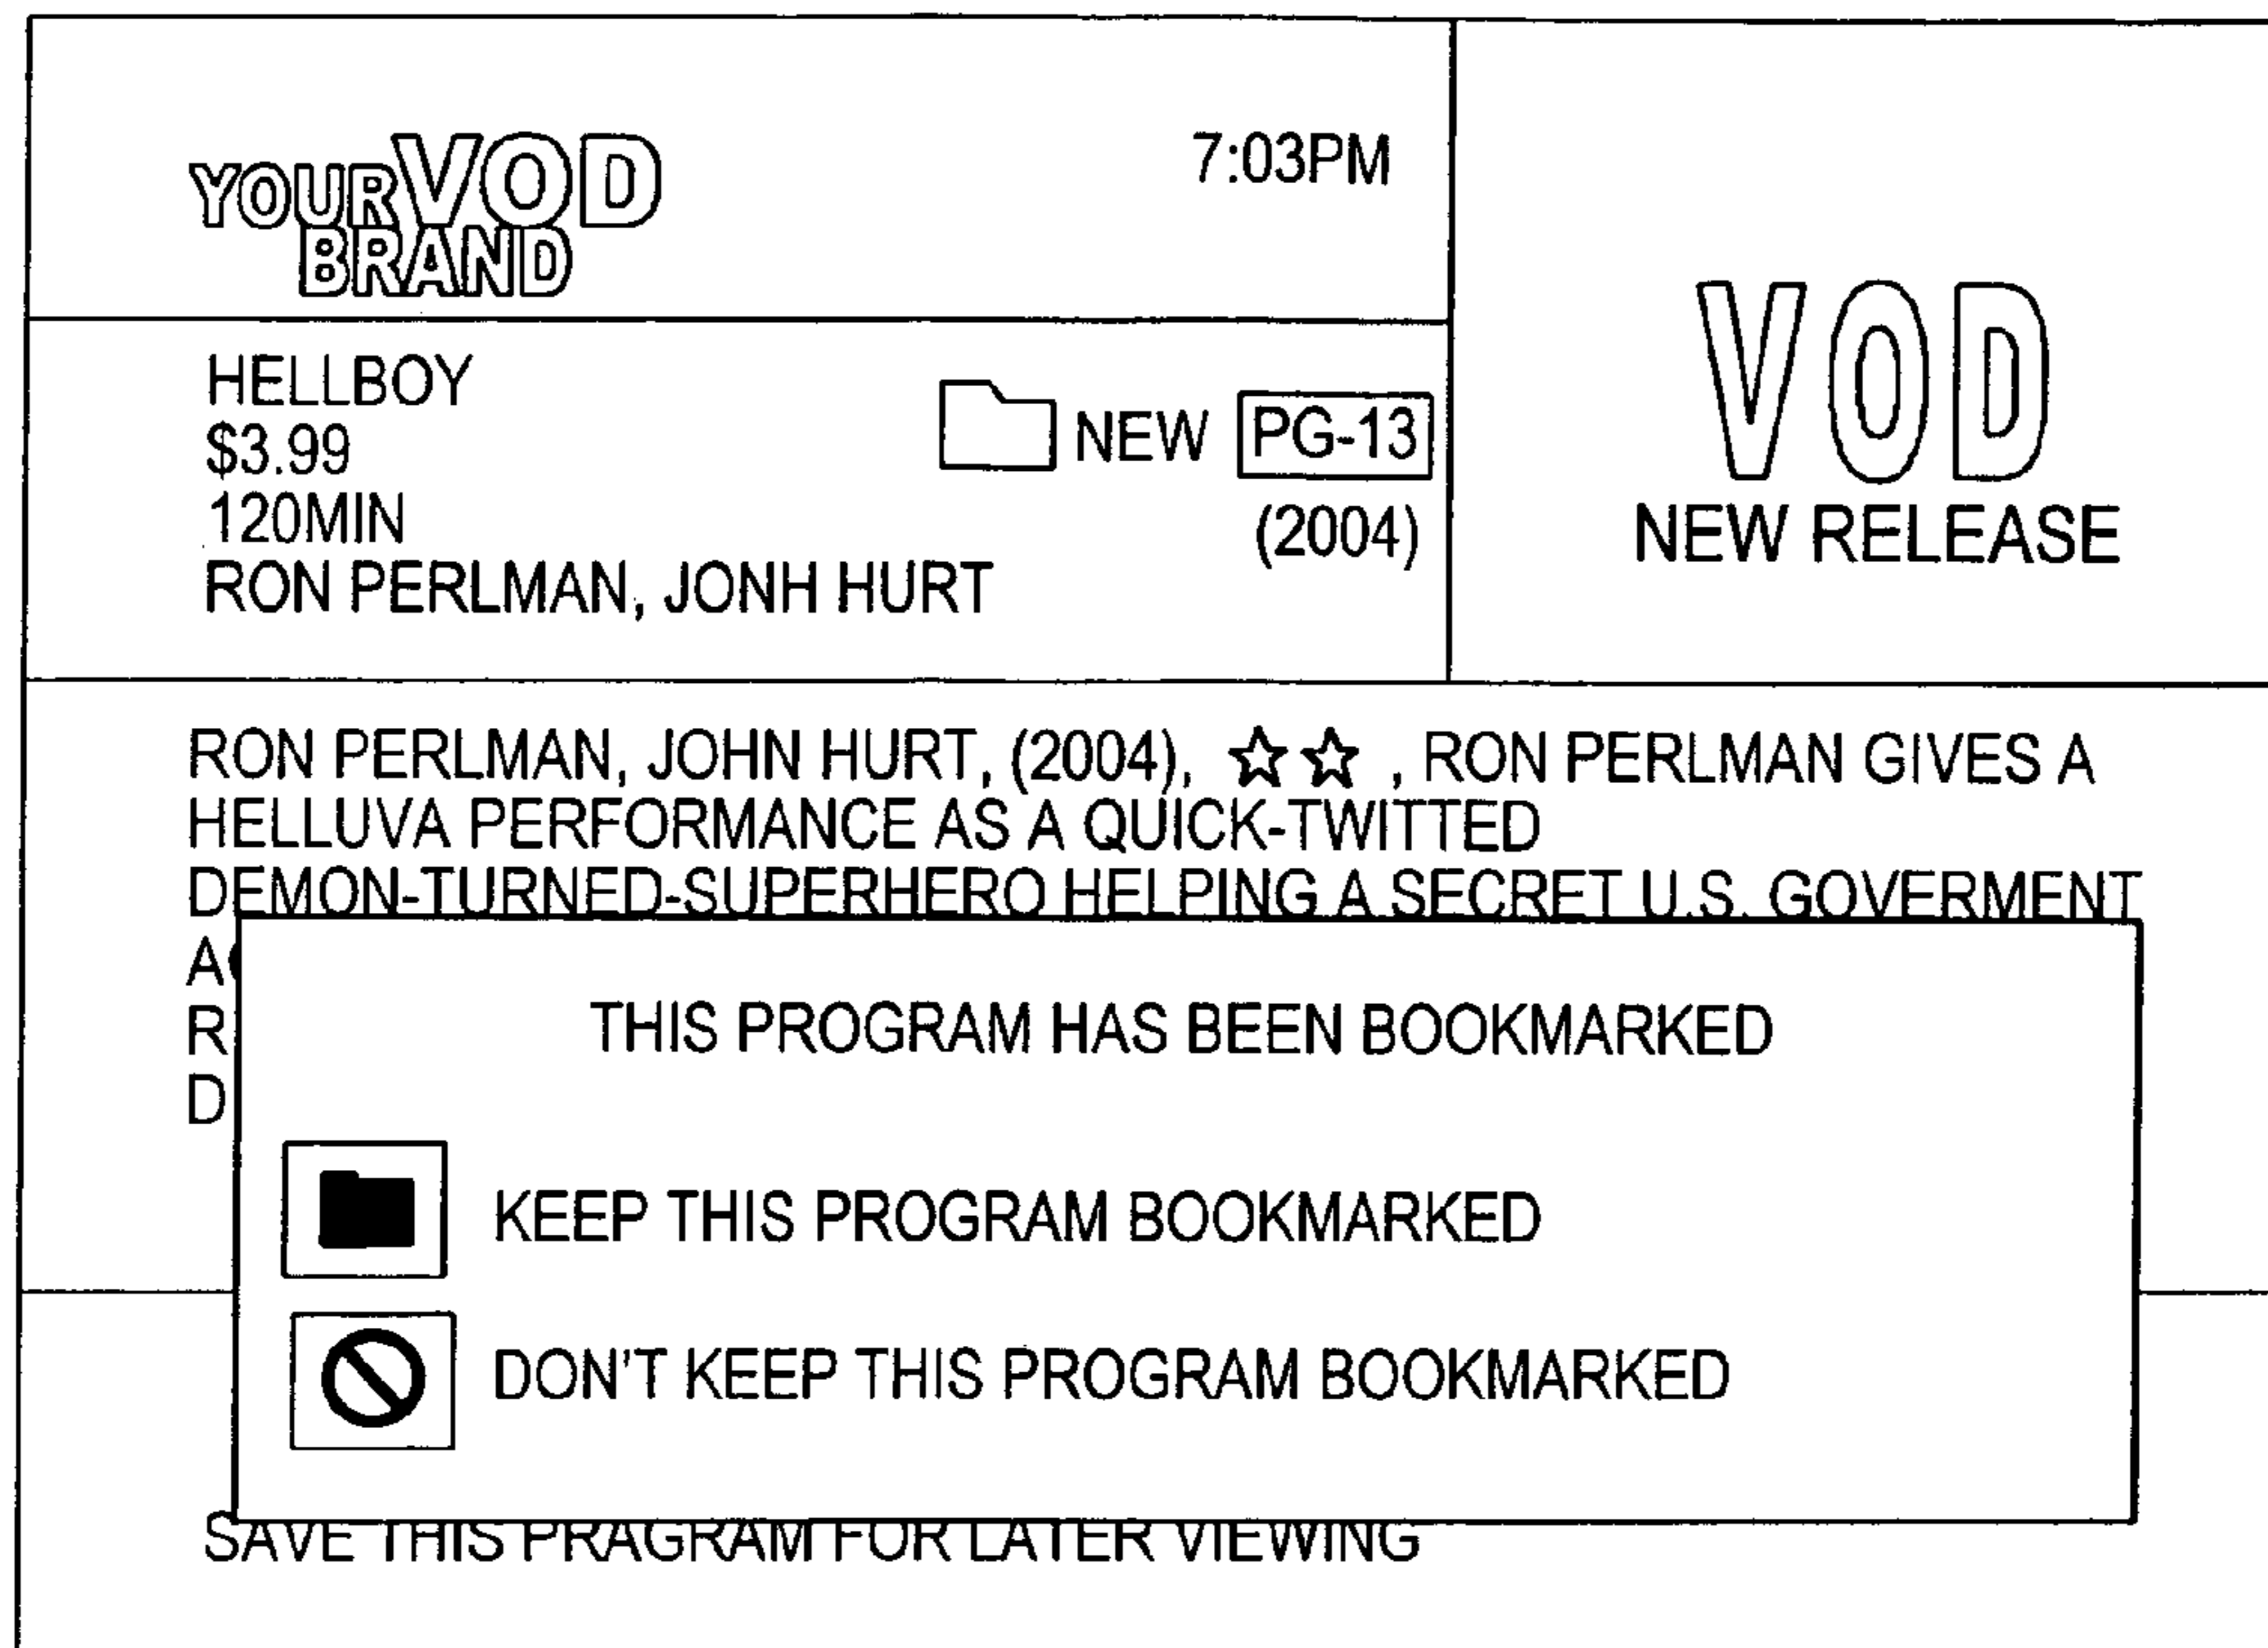 YOUR VOD
BRAND
7:03PM
VOD
NEW RELEASE
HELLBOY
$3.99
120MIN
RON PERLMAN, JONH HURT
NEW PG-13
(2004)
RON PERLMAN, JOHN HURT, (2004), ☆☆, RON PERLMAN GIVES A
HELLUVA PERFORMANCE AS A QUICK-TWITTED
DEMON-TURNED-SUPERHERO HELPING A SECRET U.S. GOVERMENT
THIS PROGRAM HAS BEEN BOOKMARKED
KEEP THIS PROGRAM BOOKMARKED
DON'T KEEP THIS PROGRAM BOOKMARKED
SAVE THIS PRAGRAM FOR LATER VIEWING